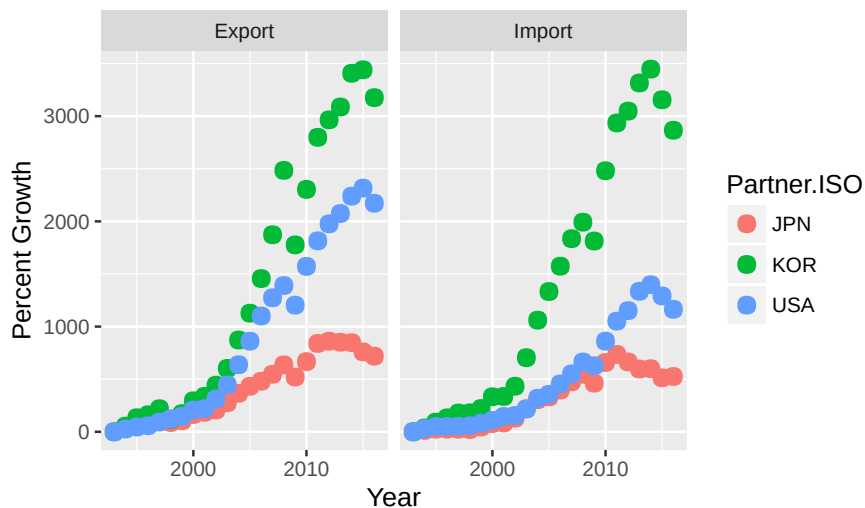 Export
Import
3000
2000
1000
0
2000
2010
2000
2010
Percent Growth
Year
Partner.ISO
JPN
KOR
USA